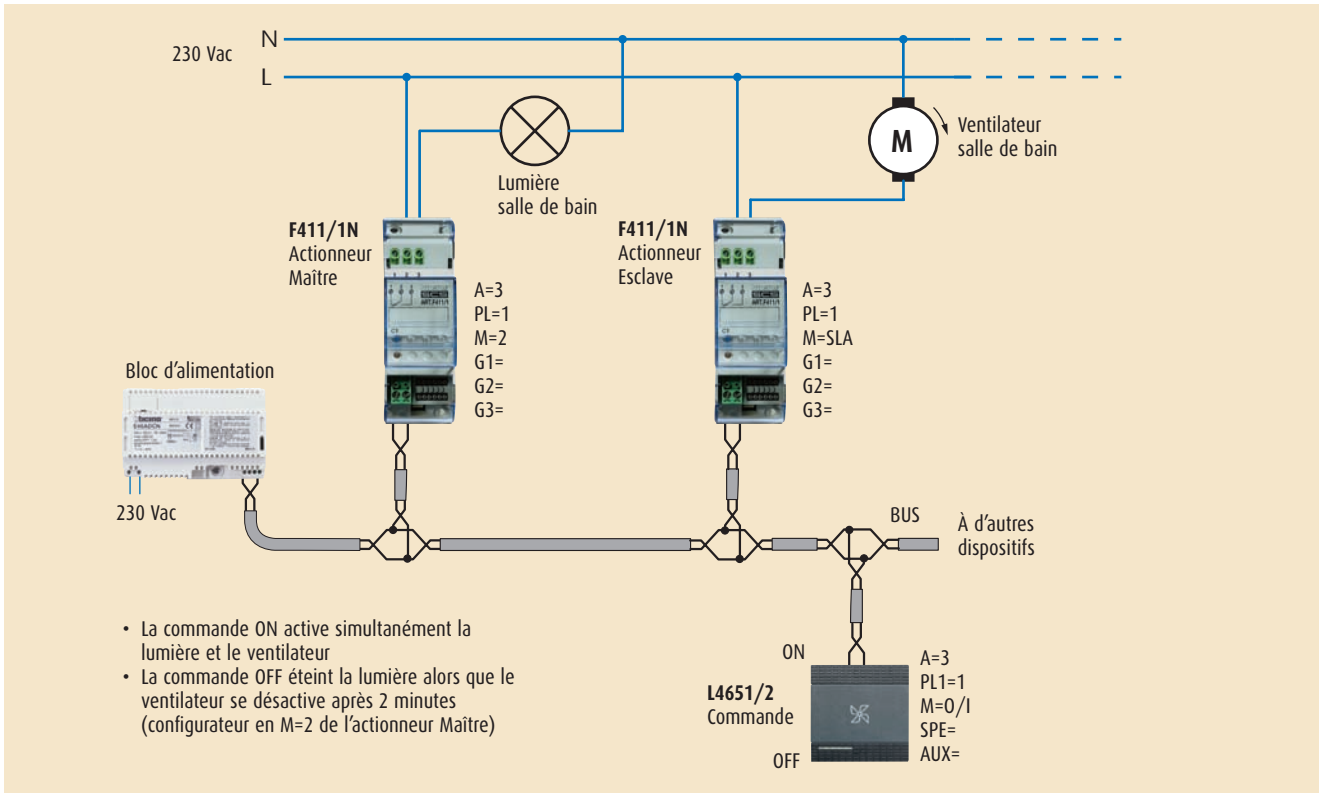 230 Vac
N
L
M
Ventilateur
salle de bain
Lumière
salle de bain
F411/1N
Actionneur
Maître
A=3
PL=1
M=2
G1=
G2=
G3=
F411/1N
Actionneur
Esclave
A=3
PL=1
M=SLA
G1=
G2=
G3=
Bloc d'alimentation
bticino
230 Vac
BUS
À d'autres
dispositifs
• La commande ON active simultanément la
lumière et le ventilateur
• La commande OFF éteint la lumière alors que le
ventilateur se désactive après 2 minutes
(configurateur en M=2 de l'actionneur Maître)
ON
L4651/2
Commande
OFF
A=3
PL1=1
M=O/I
SPE=
AUX=